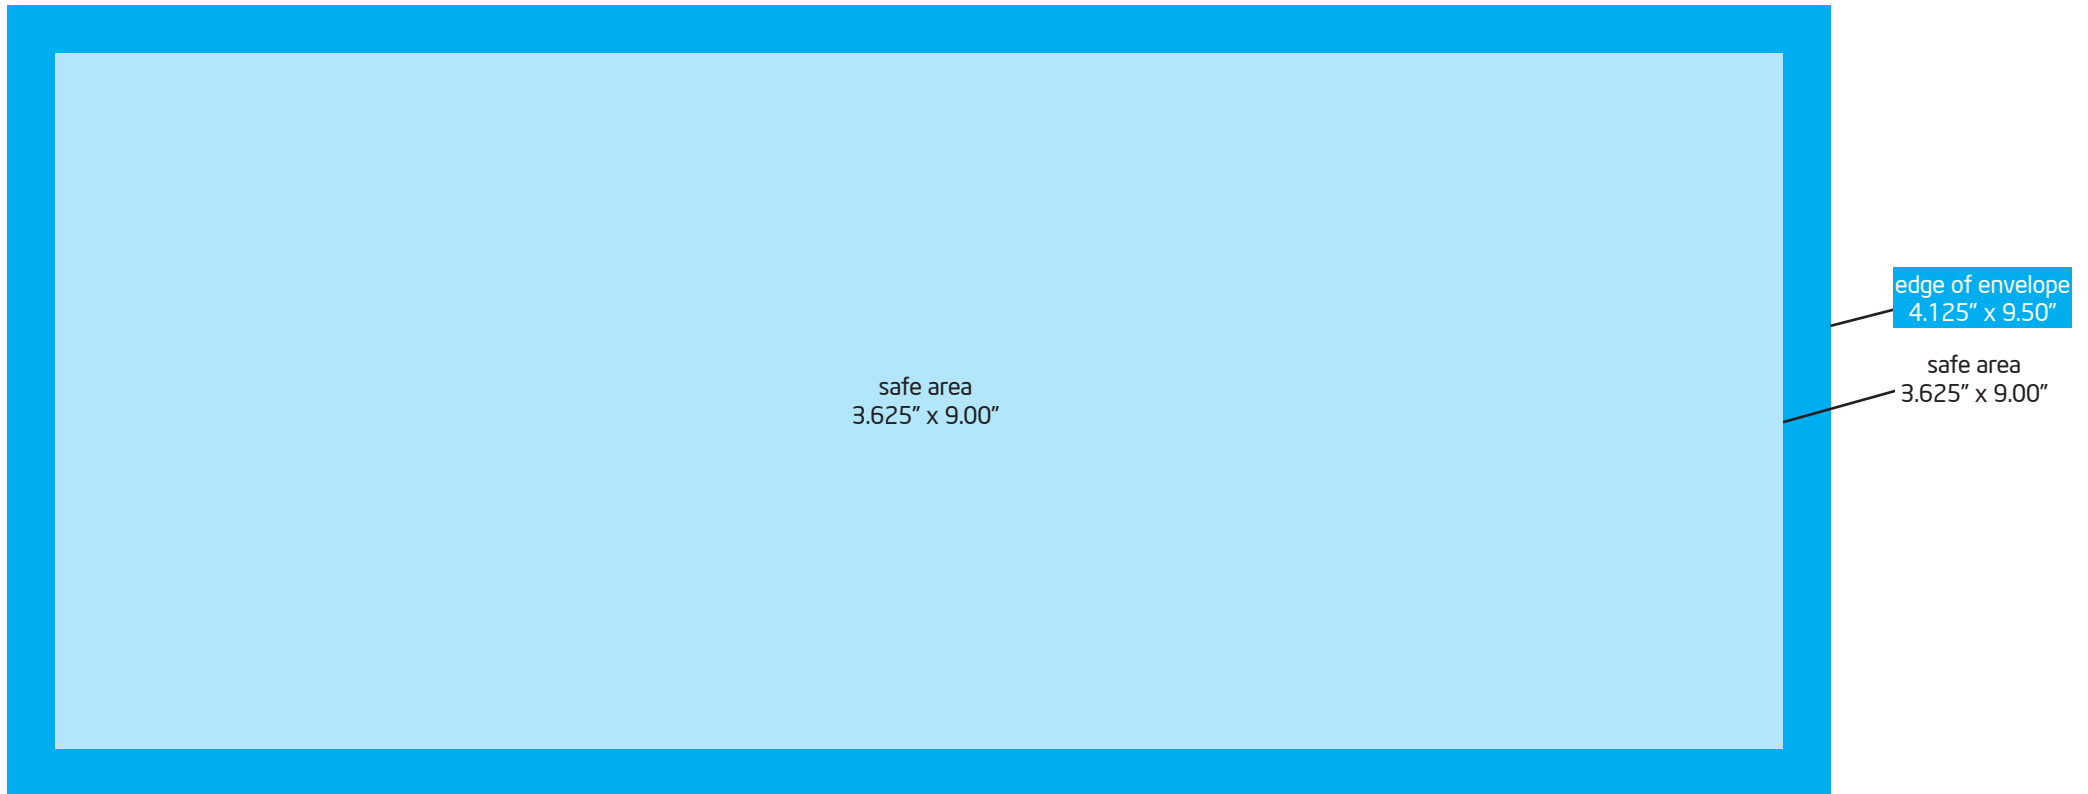 edge of envelope
4.125” x 9.50”
safe area
3.625” x 9.00”
safe area
3.625” x 9.00”